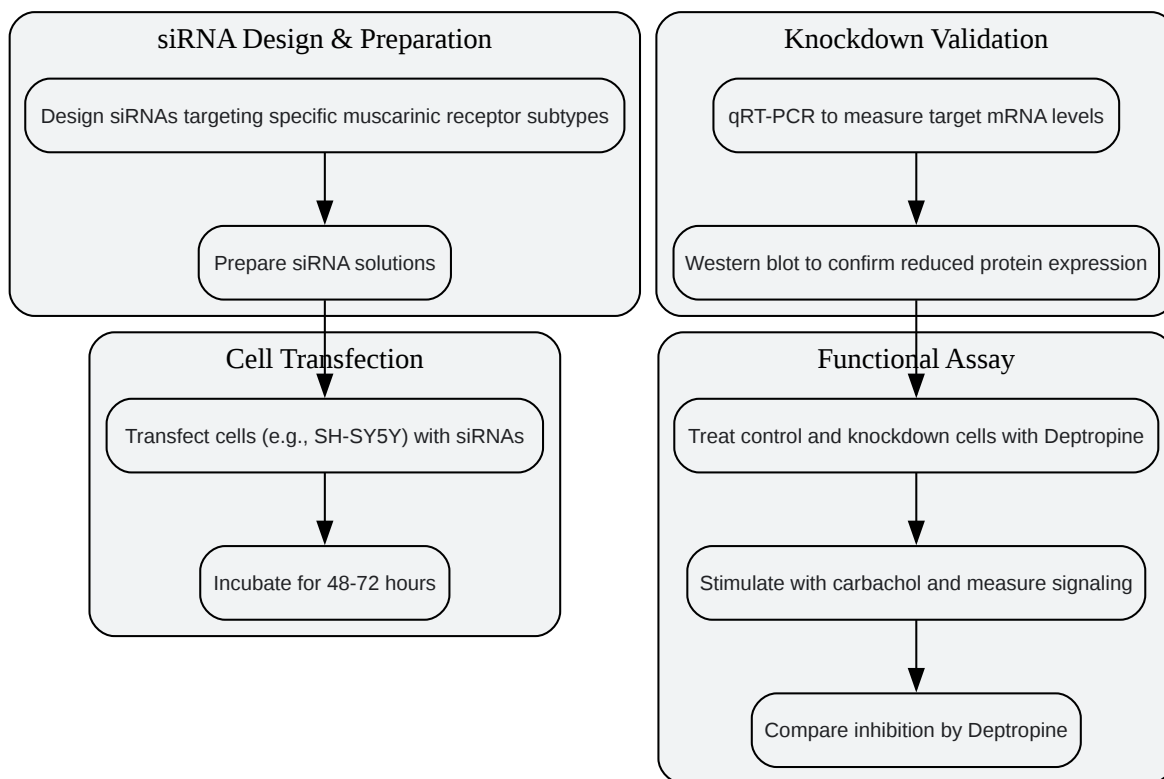 siRNA Design & Preparation
Design siRNAs targeting specific muscarinic receptor subtypes
Prepare siRNA solutions
Cell Transfection
Transfect cells (e.g., SH-SY5Y) with siRNAs
Incubate for 48-72 hours
Knockdown Validation
qRT-PCR to measure target mRNA levels
Western blot to confirm reduced protein expression
Functional Assay
Treat control and knockdown cells with Deptropine
Stimulate with carbachol and measure signaling
Compare inhibition by Deptropine